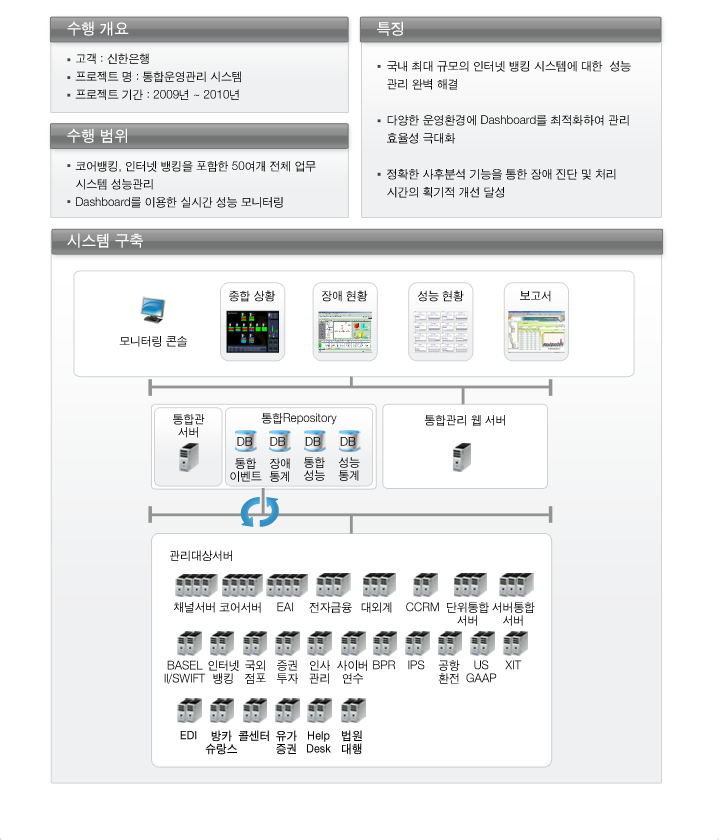 수행 개요
▪ 고객 : 신한은행
▪ 프로젝트 명 : 통합운영관리 시스템
▪ 프로젝트 기간 : 2009년 ~ 2010년
수행 범위
▪ 코어뱅킹, 인터넷 뱅킹을 포함한 50여개 전체 업무
시스템 성능관리
▪ Dashboard를 이용한 실시간 성능 모니터링
특징
▪ 국내 최대 규모의 인터넷 뱅킹 시스템에 대한 성능
관리 완벽 해결
▪ 다양한 운영환경에 Dashboard를 최적화하여 관리
효율성 극대화
▪ 정확한 사후분석 기능을 통한 장애 진단 및 처리
시간의 획기적 개선 달성
시스템 구축
모니터링 콘솔
종합 상황
장애 현황
성능 현황
보고서
통합관
서버
통합Repository
DB DB DB DB
통합 장애 통합 성능
이벤트 통계 성능 통계
통합관리 웹 서버
관리대상서버
채널서버 코어서버 EAI 전자금융 대외계 CCRM 단위통합 서버통합
서버 서버
BASEL 인터넷 국외 증권 인사 사이버 BPR IPS 공항 US XIT
II/SWIFT 뱅킹 점포 투자 관리 연수 환전 GAAP
EDI 방카 콜센터 유가 Help 법원
슈랑스 증권 Desk 대행